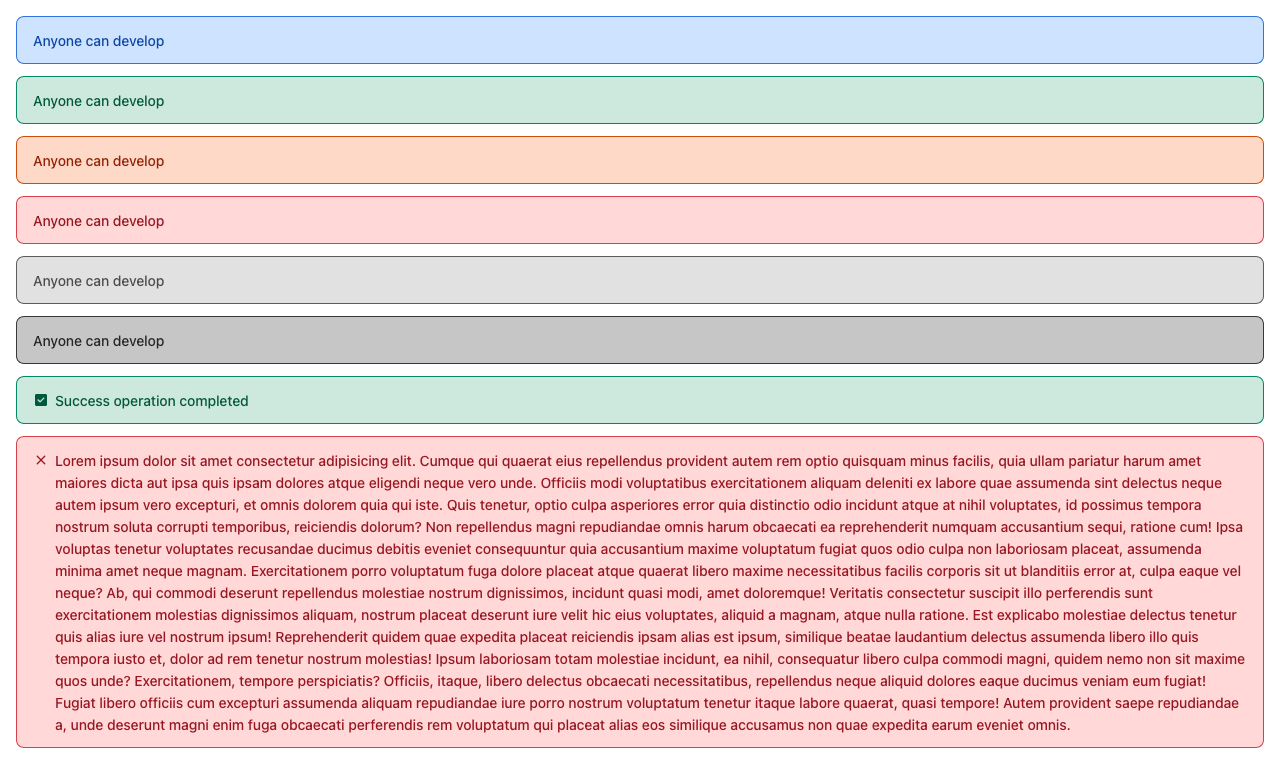 Anyone can develop
Anyone can develop
Anyone can develop
Anyone can develop
Anyone can develop
Anyone can develop
Success operation completed
Lorem ipsum dolor sit amet consectetur adipisicing elit. Cumque qui quaerat eius repellendus provident autem rem optio quisquam minus facilis, quia ullam pariatur harum amet
maiores dicta aut ipsa quis ipsam dolores atque eligendi neque vero unde. Officiis modi voluptatibus exercitationem aliquam deleniti ex labore quae assumenda sint delectus neque
autem ipsum vero excepturi, et omnis dolorem quia qui iste. Quis tenetur, optio culpa asperiores error quia distinctio odio incidunt atque at nihil voluptates, id possimus tempora
nostrum soluta corrupti temporibus, reiciendis dolorum? Non repellendus magni repudiandae omnis harum obcaecati ea reprehenderit numquam accusantium sequi, ratione cum! Ipsa
voluptas tenetur voluptates recusandae ducimus debitis eveniet consequuntur quia accusantium maxime voluptatum fugiat quos odio culpa non laboriosam placeat, assumenda
minima amet neque magnam. Exercitationem porro voluptatum fuga dolore placeat atque quaerat libero maxime necessitatibus facilis corporis sit ut blanditiis error at, culpa eaque vel
neque? Ab, qui commodi deserunt repellendus molestiae nostrum dignissimos, incidunt quasi modi, amet doloremque! Veritatis consectetur suscipit illo perferendis sunt
exercitationem molestias dignissimos aliquam, nostrum placeat deserunt iure velit hic eius voluptates, aliquid a magnam, atque nulla ratione. Est explicabo molestiae delectus tenetur
quis alias iure vel nostrum ipsum! Reprehenderit quidem quae expedita placeat reiciendis ipsam alias est ipsum, similique beatae laudantium delectus assumenda libero illo quis
tempora iusto et, dolor ad rem tenetur nostrum molestias! Ipsum laboriosam totam molestiae incidunt, ea nihil, consequatur libero culpa commodi magni, quidem nemo non sit maxime
quos unde? Exercitationem, tempore perspiciatis? Officiis, itaque, libero delectus obcaecati necessitatibus, repellendus neque aliquid dolores eaque ducimus veniam eum fugiat!
Fugiat libero officiis cum excepturi assumenda aliquam repudiandae iure porro nostrum voluptatum tenetur itaque labore quaerat, quasi tempore! Autem provident saepe repudiandae
a, unde deserunt magni enim fuga obcaecati perferendis rem voluptatum qui placeat alias eos similique accusamus non quae expedita earum eveniet omnis.